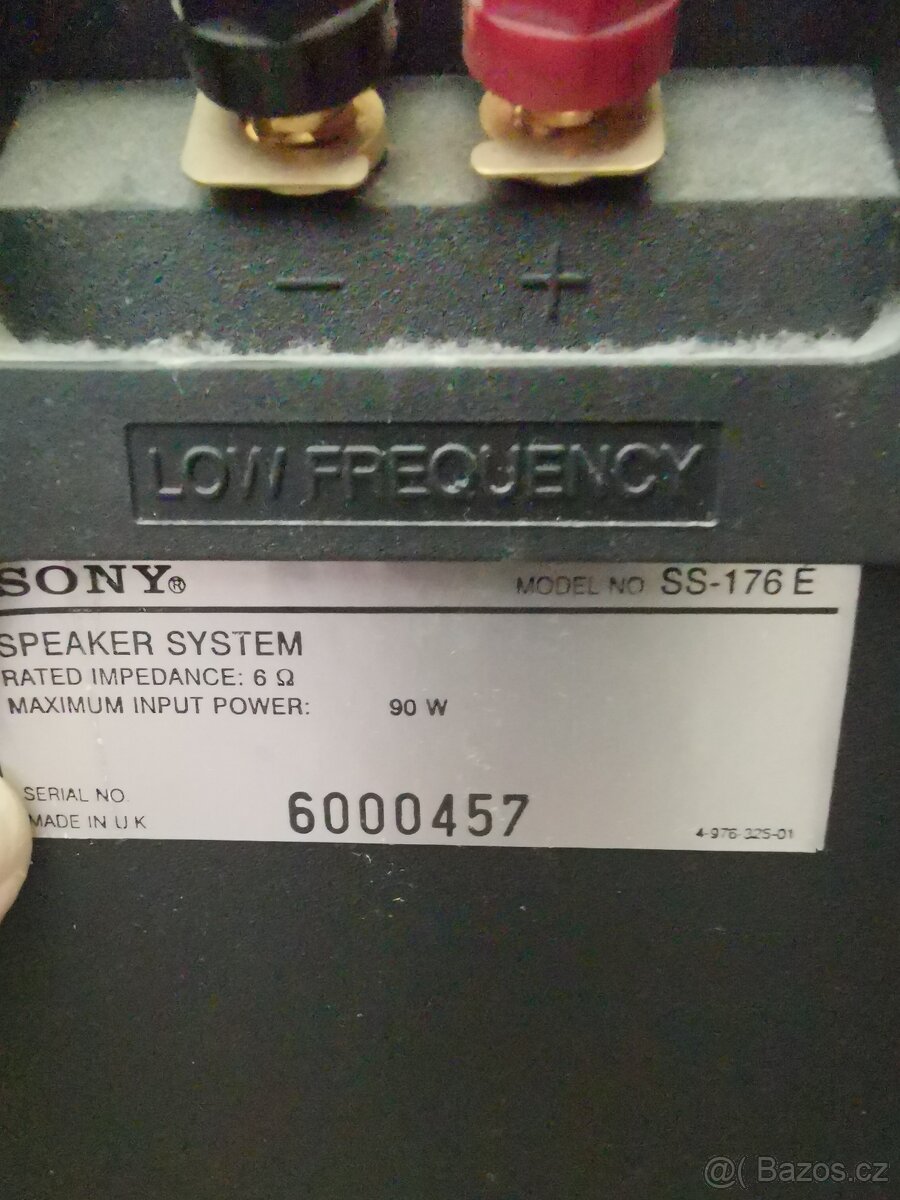 − +
LOW FREQUENCY
SONY® MODEL NO SS-176 E
SPEAKER SYSTEM
RATED IMPEDANCE: 6 Ω
MAXIMUM INPUT POWER: 90 W
SERIAL NO. 6000457
MADE IN U K 4-976-325-01
@( Bazos.cz